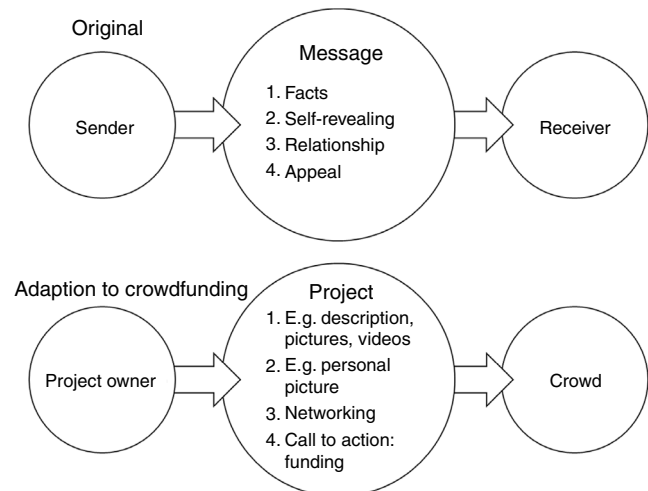 Original
Sender
Message
1. Facts
2. Self-revealing
3. Relationship
4. Appeal
Receiver
Adaption to crowdfunding
Project owner
Project
1. E.g. description,
pictures, videos
2. E.g. personal
picture
3. Networking
4. Call to action:
funding
Crowd